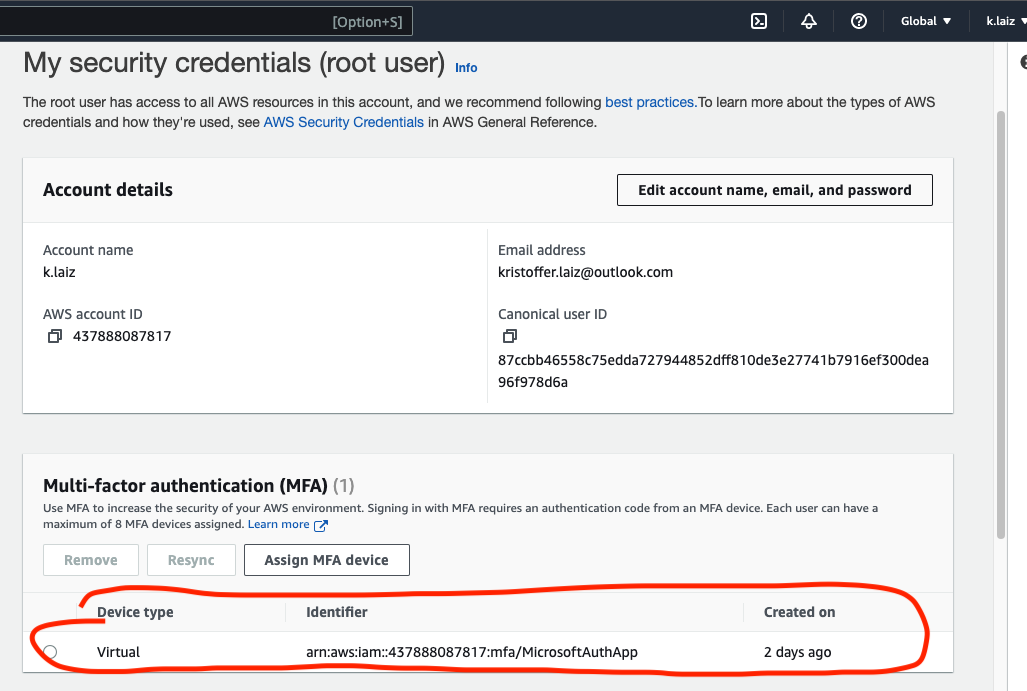 [Option+S]
Global
k.laiz
My security credentials (root user) Info
The root user has access to all AWS resources in this account, and we recommend following best practices.To learn more about the types of AWS
credentials and how they're used, see AWS Security Credentials in AWS General Reference.
Account details
Edit account name, email, and password
Account name
k.laiz
Email address
kristoffer.laiz@outlook.com
AWS account ID
437888087817
Canonical user ID
87ccbb46558c75edda727944852dff810de3e27741b7916ef300dea
96f978d6a
Multi-factor authentication (MFA) (1)
Use MFA to increase the security of your AWS environment. Signing in with MFA requires an authentication code from an MFA device. Each user can have a
maximum of 8 MFA devices assigned. Learn more
Remove
Resync
Assign MFA device
Device type
Identifier
Created on
Virtual
arn:aws:iam::437888087817:mfa/MicrosoftAuthApp
2 days ago